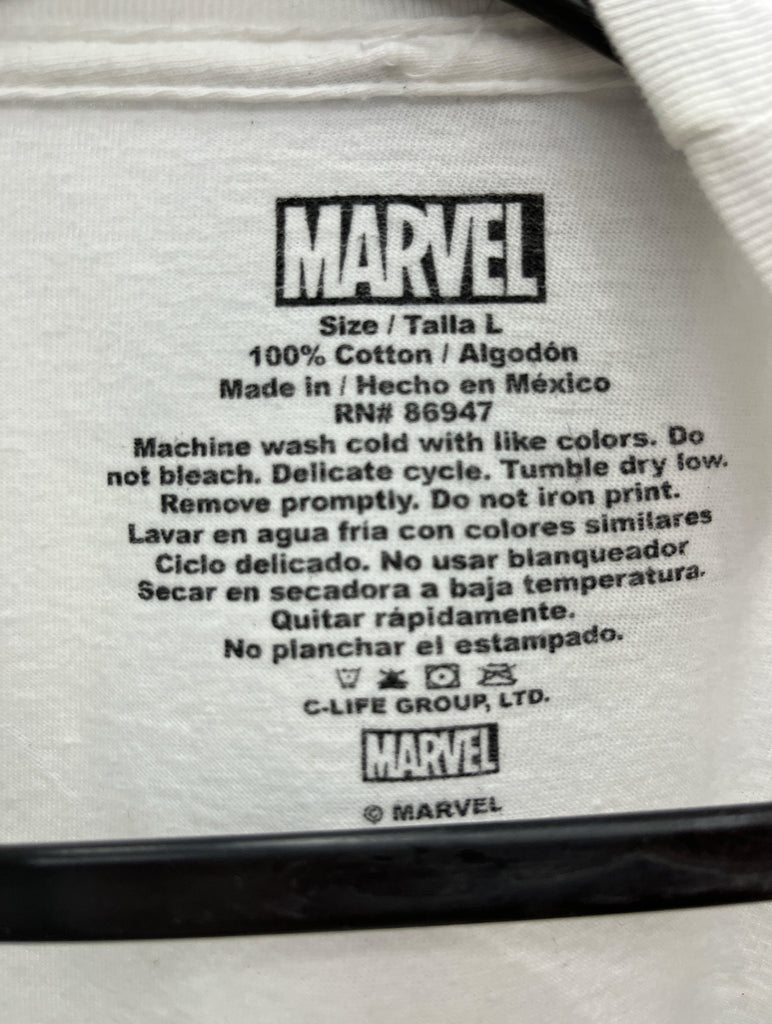 MARVEL
Size / Talla L
100% Cotton / Algodón
Made in / Hecho en México
RN# 86947
Machine wash cold with like colors. Do
not bleach. Delicate cycle. Tumble dry low.
Remove promptly. Do not iron print.
Lavar en agua fría con colores similares
Ciclo delicado. No usar blanqueador
Secar en secadora a baja temperatura.
Quitar rápidamente.
No planchar el estampado.
C-LIFE GROUP, LTD.
MARVEL
© MARVEL